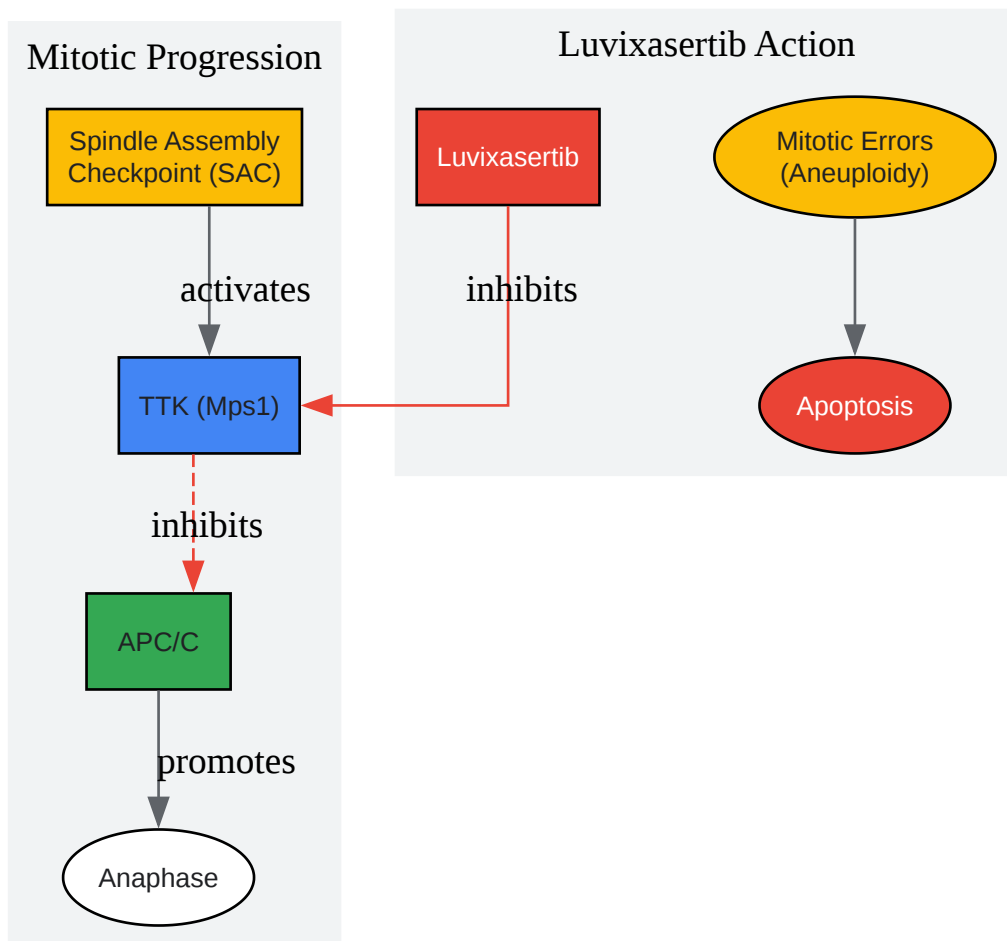 Mitotic Progression
Spindle Assembly
Checkpoint (SAC)
activates
TTK (Mps1)
inhibits
APC/C
promotes
Anaphase
Luvixasertib Action
Luvixasertib
inhibits
Mitotic Errors
(Aneuploidy)
Apoptosis